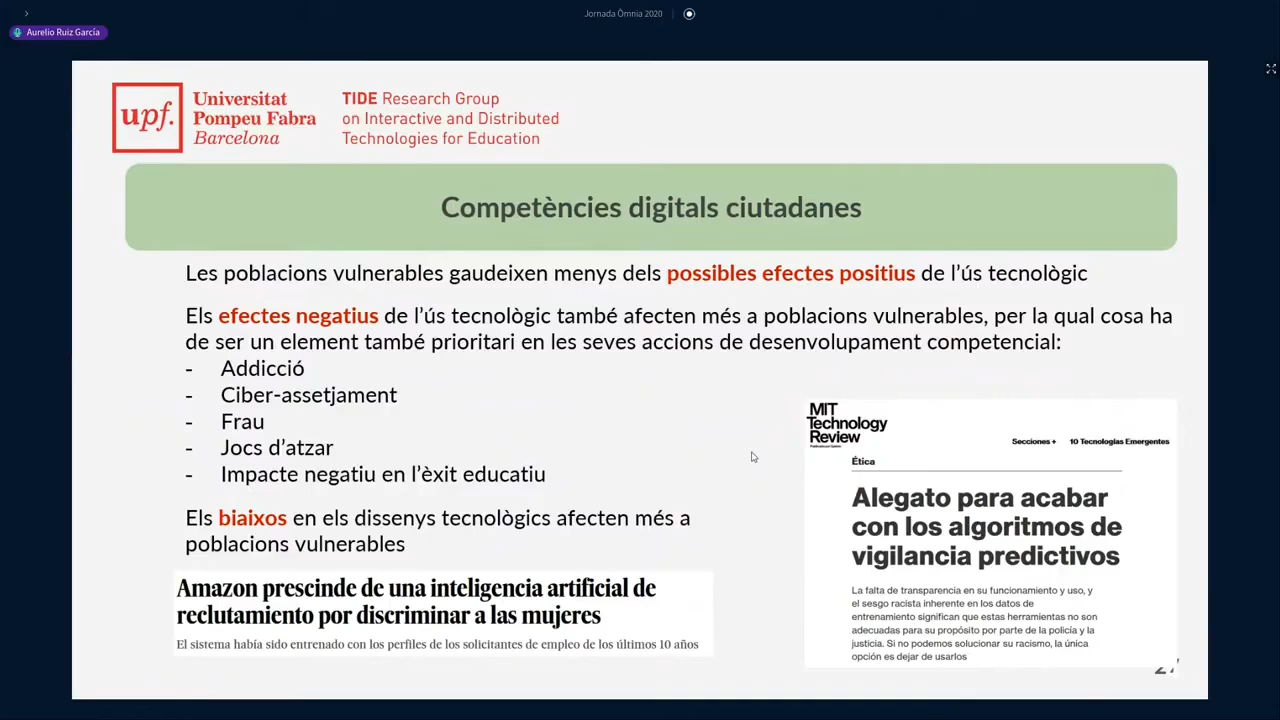 Jornada Òmnia 2020
Aurelio Ruiz García
upf.
Universitat
Pompeu Fabra
Barcelona
TIDE Research Group
on Interactive and Distributed
Technologies for Education
Competències digitals ciutadanes
Les poblacions vulnerables gaudeixen menys dels possibles efectes positius de l'ús tecnològic
Els efectes negatius de l'ús tecnològic també afecten més a poblacions vulnerables, per la qual cosa ha
de ser un element també prioritari en les seves accions de desenvolupament competencial:
- Addicció
- Ciber-assetjament
- Frau
- Jocs d'atzar
- Impacte negatiu en l'èxit educatiu
Els biaixos en els dissenys tecnològics afecten més a
poblacions vulnerables
Amazon prescinde de una inteligencia artificial de
reclutamiento por discriminar a las mujeres
El sistema había sido entrenado con los perfiles de los solicitantes de empleo de los últimos 10 años
MIT
Technology
Review
Secciones + 10 Tecnologías Emergentes
Ética
Alegato para acabar
con los algoritmos de
vigilancia predictivos
La falta de transparencia en su funcionamiento y uso, y
el sesgo racista inherente en los datos de
entrenamiento significan que estas herramientas no son
adecuadas para su propósito por parte de la policía y la
justicia. Si no podemos solucionar su racismo, la única
opción es dejar de usarlos